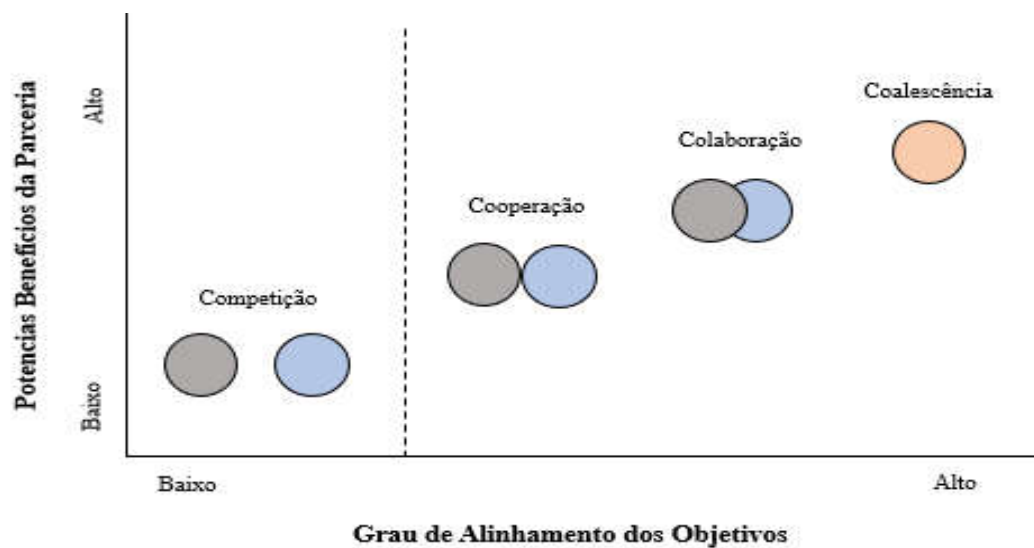 Potencias Benefícios da Parceria
Alto
Baixo
Coalescência
Colaboração
Cooperação
Competição
Baixo
Alto
Grau de Alinhamento dos Objetivos